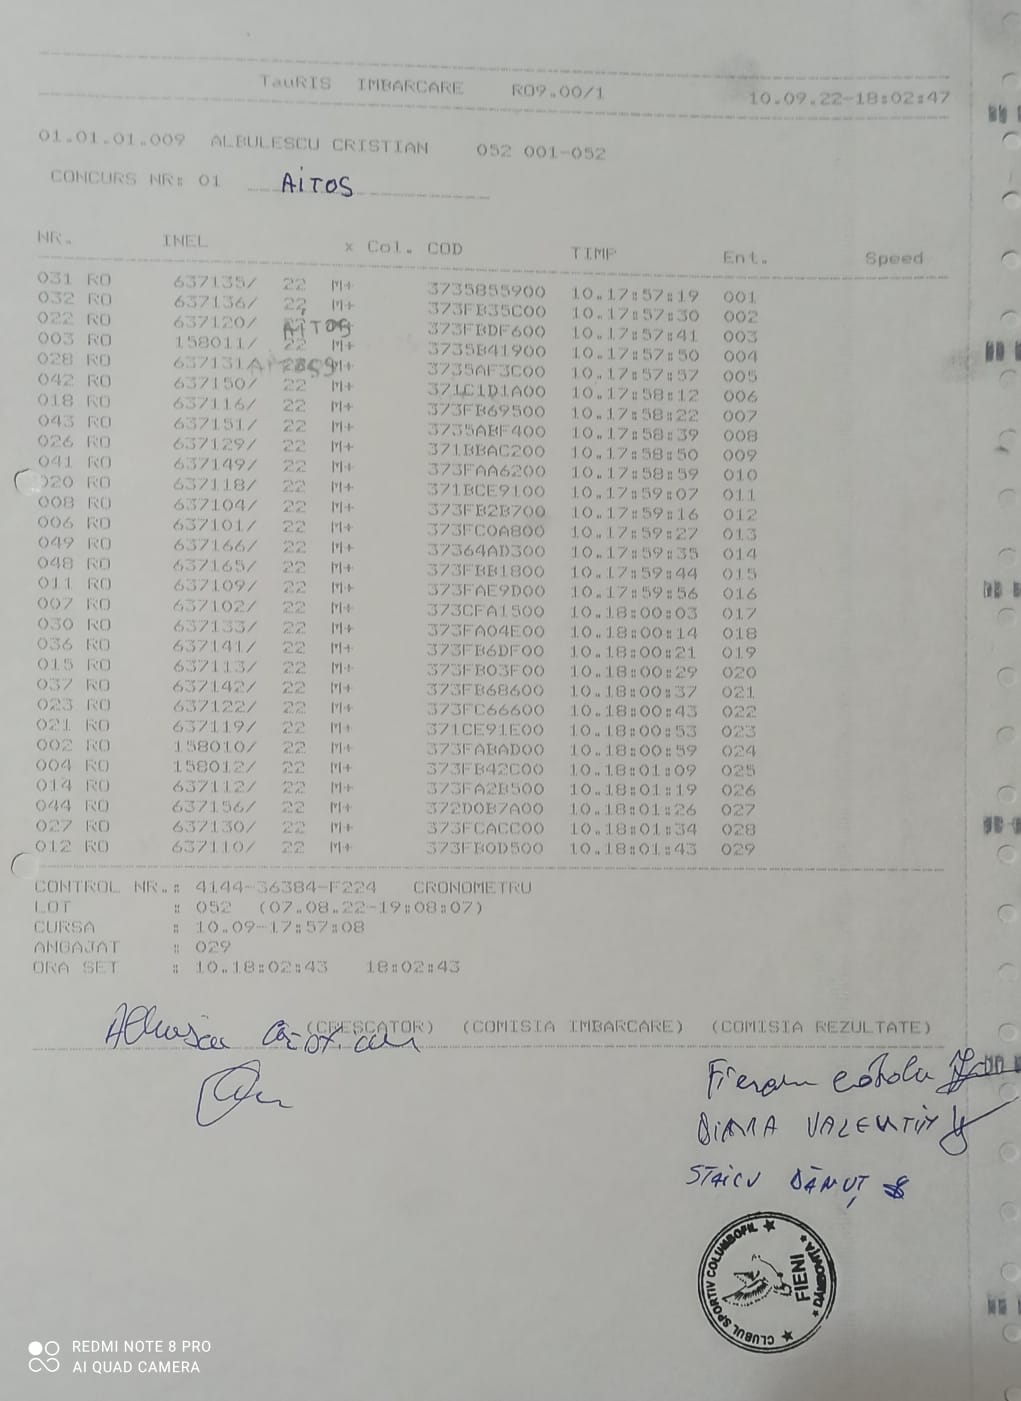 TauRIS IMBARCARE RO9.00/1 10.09.22-18:02:47
01.01.01.009 ALBULESCU CRISTIAN 052 001-052
CONCURS NR: 01 AITOS
NR. INEL x Col. COD TIMP Ent. Speed
031 RO 637135/ 22 M+ 3735855900 10.17:57:19 001
032 RO 637136/ 22 M+ 373FB35C00 10.17:57:30 002
022 RO 637120/ AITOS 373FBDF600 10.17:57:41 003
003 RO 158011/ 22 M+ 3735B41900 10.17:57:50 004
028 RO 637131 M+ 3735AF3C00 10.17:57:57 005
042 RO 637150/ 22 M+ 371C1D1A00 10.17:58:12 006
018 RO 637116/ 22 M+ 373FB69500 10.17:58:22 007
043 RO 637151/ 22 M+ 3735ABF400 10.17:58:39 008
026 RO 637129/ 22 M+ 371BBAC200 10.17:58:50 009
041 RO 637149/ 22 M+ 373FAA6200 10.17:58:59 010
020 RO 637118/ 22 M+ 371BCE9100 10.17:59:07 011
008 RO 637104/ 22 M+ 373FB2B700 10.17:59:16 012
006 RO 637101/ 22 M+ 373FC0A800 10.17:59:27 013
049 RO 637166/ 22 M+ 37364AD300 10.17:59:35 014
048 RO 637165/ 22 M+ 373FBB1800 10.17:59:44 015
011 RO 637109/ 22 M+ 373FAE9D00 10.17:59:56 016
007 RO 637102/ 22 M+ 373CFA1500 10.18:00:03 017
030 RO 637133/ 22 M+ 373FA04E00 10.18:00:14 018
036 RO 637141/ 22 M+ 373FB6DF00 10.18:00:21 019
015 RO 637113/ 22 M+ 373FB03F00 10.18:00:29 020
037 RO 637142/ 22 M+ 373FB68600 10.18:00:37 021
023 RO 637122/ 22 M+ 373FC66600 10.18:00:43 022
021 RO 637119/ 22 M+ 371CE91E00 10.18:00:53 023
002 RO 158010/ 22 M+ 373FABAD00 10.18:00:59 024
004 RO 158012/ 22 M+ 373FB42C00 10.18:01:09 025
014 RO 637112/ 22 M+ 373FA2B500 10.18:01:19 026
044 RO 637156/ 22 M+ 372D0B7A00 10.18:01:26 027
027 RO 637130/ 22 M+ 373FCACC00 10.18:01:34 028
012 RO 637110/ 22 M+ 373FB0D500 10.18:01:43 029
CONTROL NR.: 4144-36384-F224 CRONOMETRU
LOT : 052 (07.08.22-19:08:07)
CURSA : 10.09-17:57:08
ANGAJAT : 029
ORA SET : 10.18:02:43 18:02:43
(CRESCATOR) (COMISIA IMBARCARE) (COMISIA REZULTATE)
DIMA VALENTIN
STAICU DĂNUȚ
CLUBUL SPORTIV COLUMBOFIL
FIENI
DÂMBOVIȚA
REDMI NOTE 8 PRO
AI QUAD CAMERA